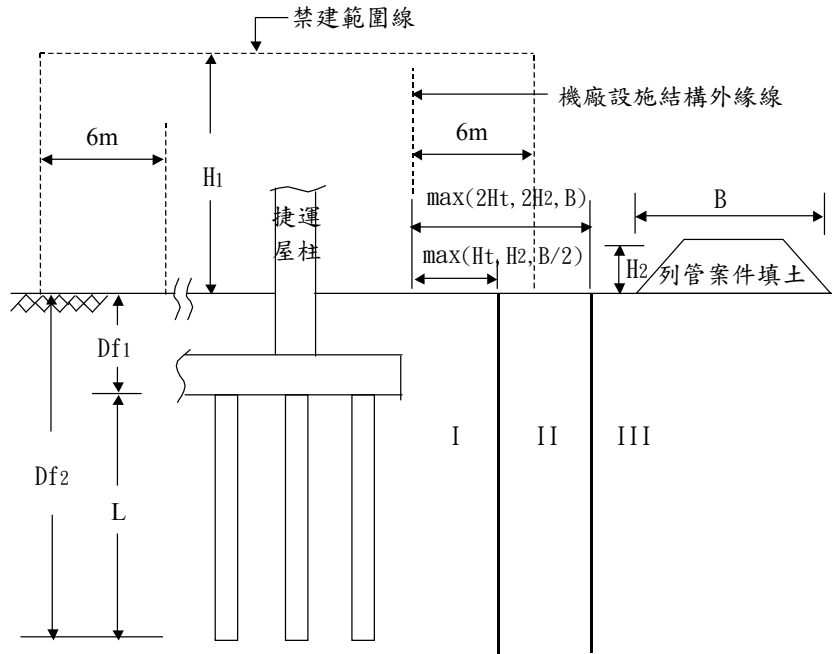 禁建範圍線
機廠設施結構外緣線
6m
6m
H1
max(2Ht, 2H2, B)
B
捷運
屋柱
max(Ht, H2, B/2)
H2
列管案件填土
Df1
I
II
III
Df2
L